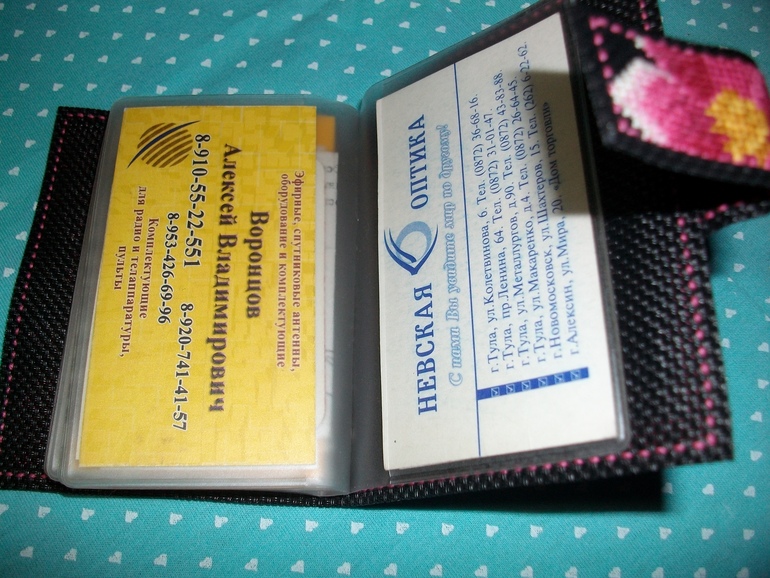 Эфирные, спутниковые антенны,
оборудование и комплектующие
Воронцов
Алексей Владимирович
8-910-55-22-551
8-920-741-41-57
8-953-426-69-96
Комплектующие
для радио и телеаппаратуры,
пульты
НЕВСКАЯ ОПТИКА
С нами Вы увидите мир по другому!
г.Тула, ул.Колетвинова, 6. Тел. (0872) 36-68-16.
г.Тула, пр.Ленина, 64. Тел. (0872) 31-01-47.
г.Тула, ул.Металлургов, д.90. Тел. (0872) 43-83-88.
г.Тула, ул.Макаренко, д.4. Тел. (0872) 26-64-45.
г.Новомосковск, ул.Шахтеров, 15. Тел. (262) 6-22-62.
г.Алексин, ул.Мира, 20, «Дом торговли»